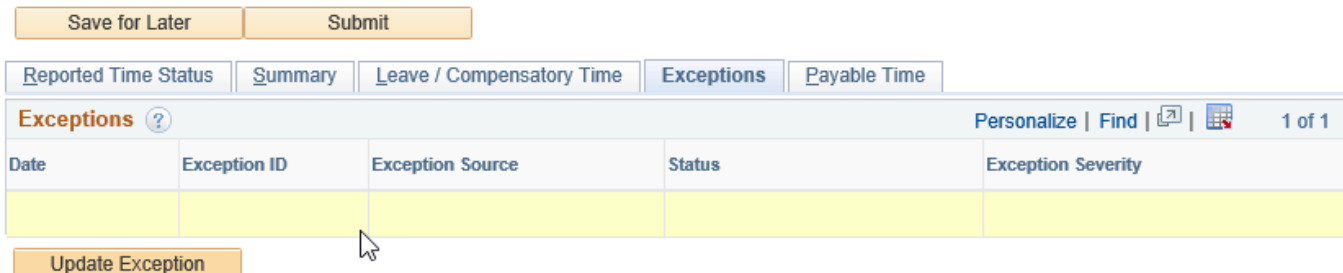 Save for Later Submit
Reported Time Status Summary Leave / Compensatory Time Exceptions Payable Time
Exceptions ? Personalize | Find | | 1 of 1
Date Exception ID Exception Source Status Exception Severity
Update Exception